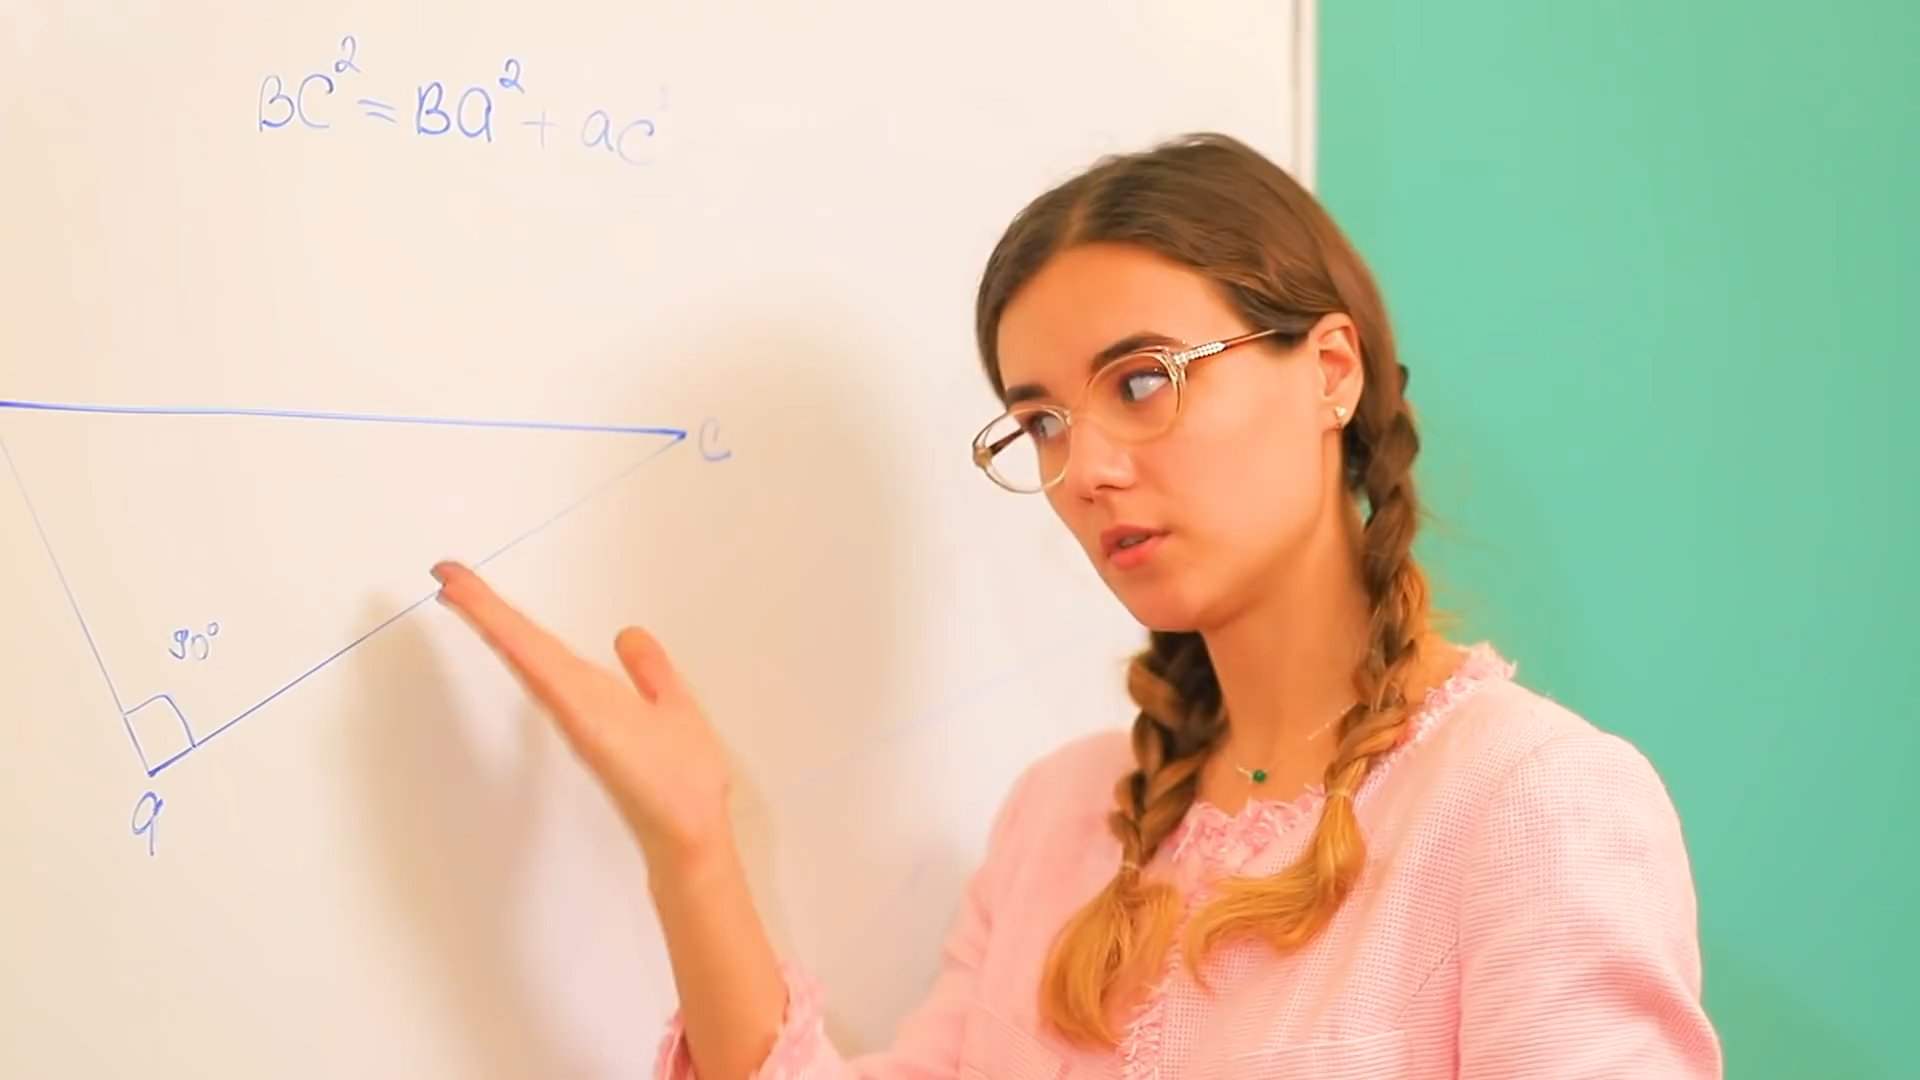 BC² = Ba² + ac²
C
90°
a